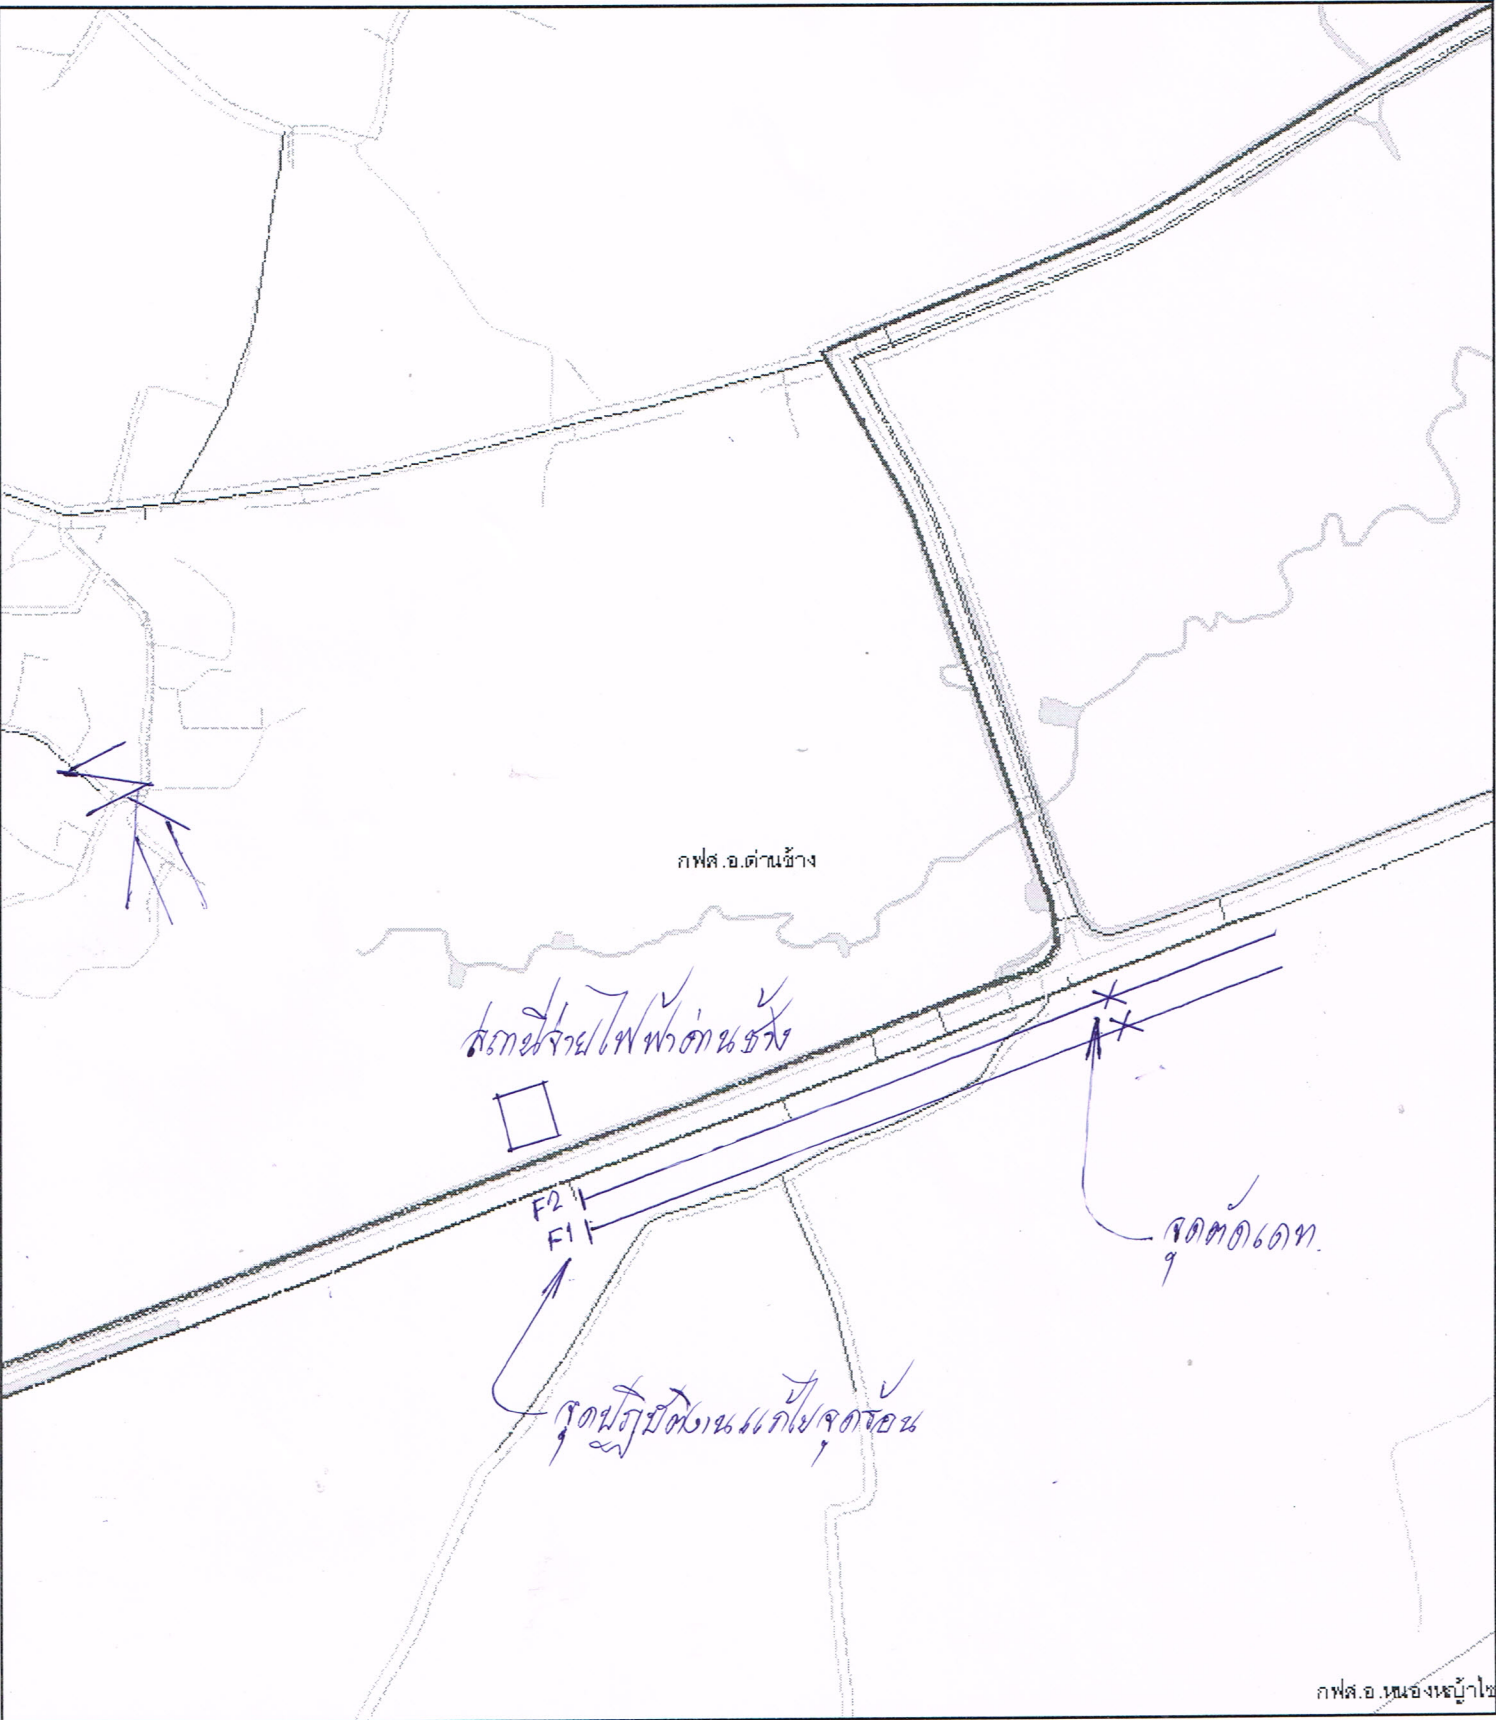 กฟส.อ.ด่านช้าง
สถานีจ่ายไฟฟ้าด่านช้าง
F2
F1
จุดตัดเดท.
จุดปฏิบัติงานแก้ไขจุดร้อน
กฟส.อ.หนองหญ้าไซ